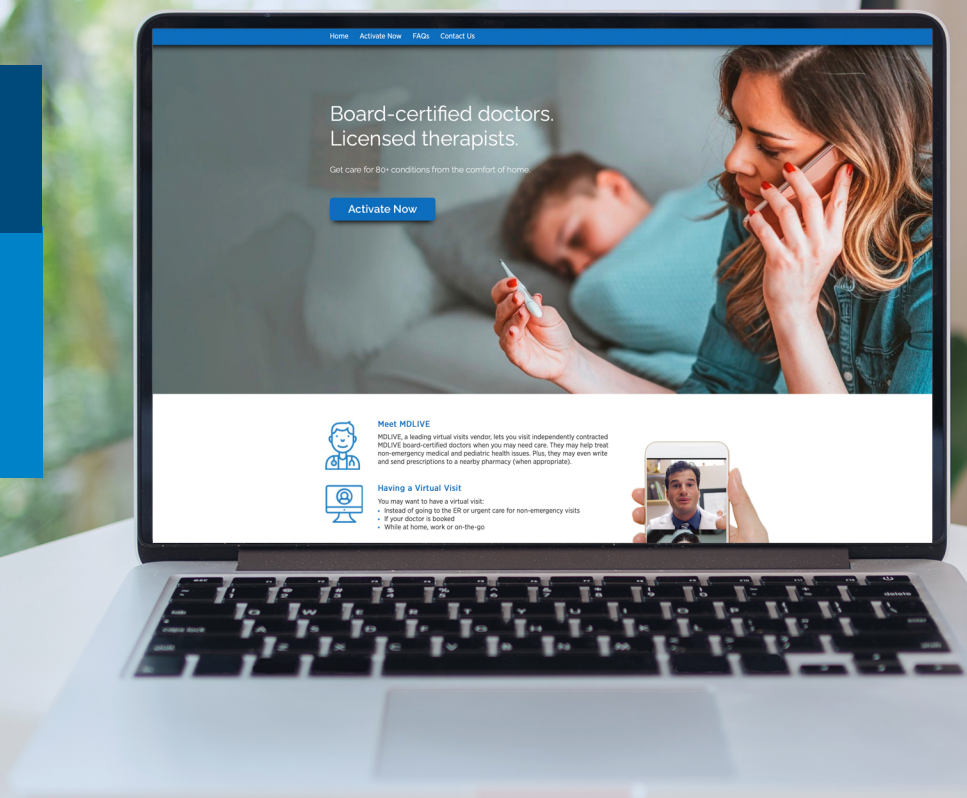 Home Activate Now FAQs Contact Us
Board-certified doctors.
Licensed therapists.
Get care for 80+ conditions from the comfort of home.
Activate Now
Meet MDLIVE
MDLIVE, a leading virtual visits vendor, lets you visit independently contracted
MDLIVE board-certified doctors when you may need care. They may help treat
non-emergency medical and pediatric health issues. Plus, they may even write
and send prescriptions to a nearby pharmacy (when appropriate).
Having a Virtual Visit
You may want to have a virtual visit:
• Instead of going to the ER or urgent care for non-emergency visits
• If your doctor is booked
• While at home, work or on-the-go
delete